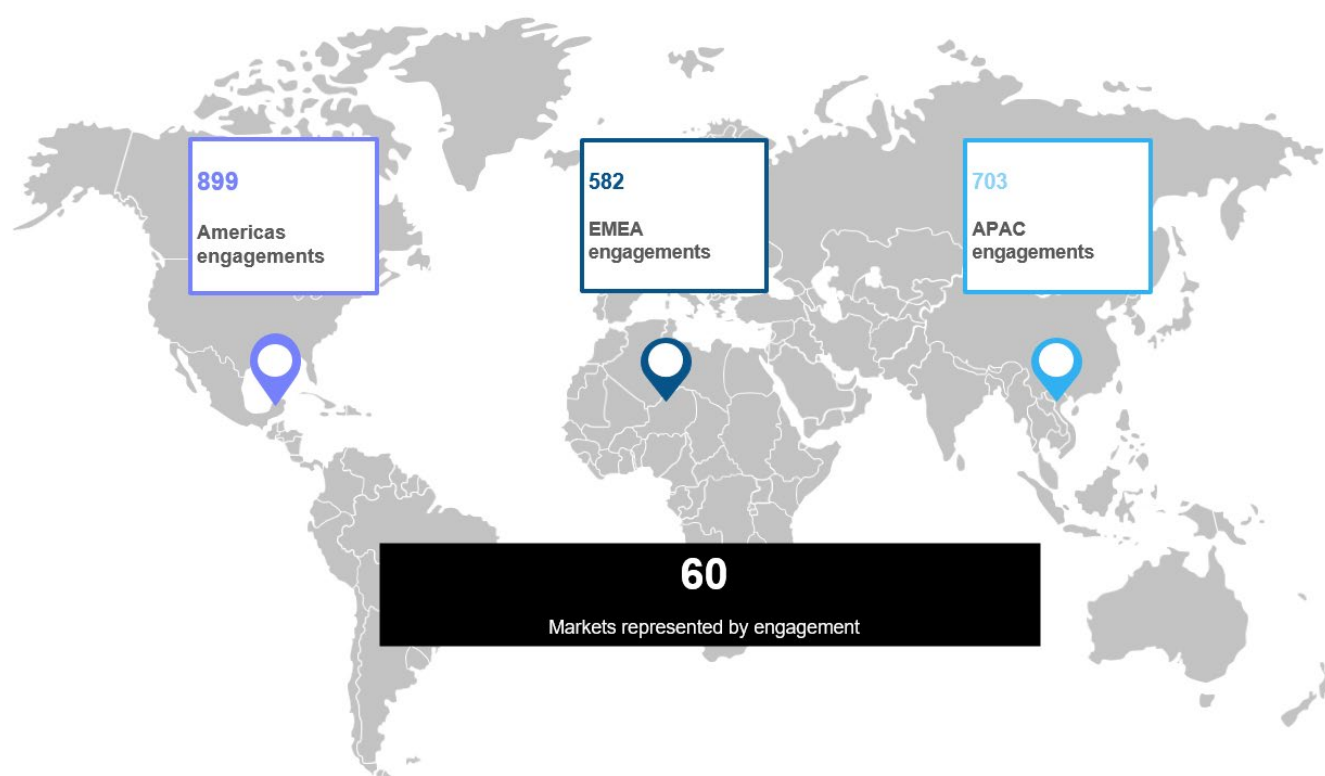 899
Americas
engagements
582
EMEA
engagements
703
APAC
engagements
60
Markets represented by engagement